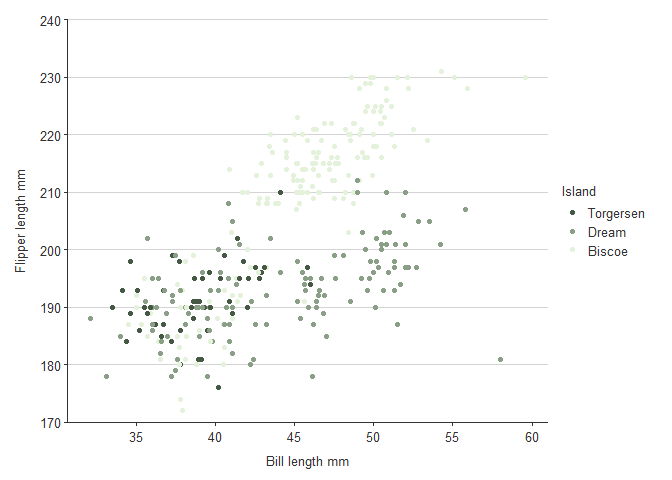 240
230
220
210
200
190
180
170
Flipper length mm
35 40 45 50 55 60
Bill length mm
Island
Torgersen
Dream
Biscoe